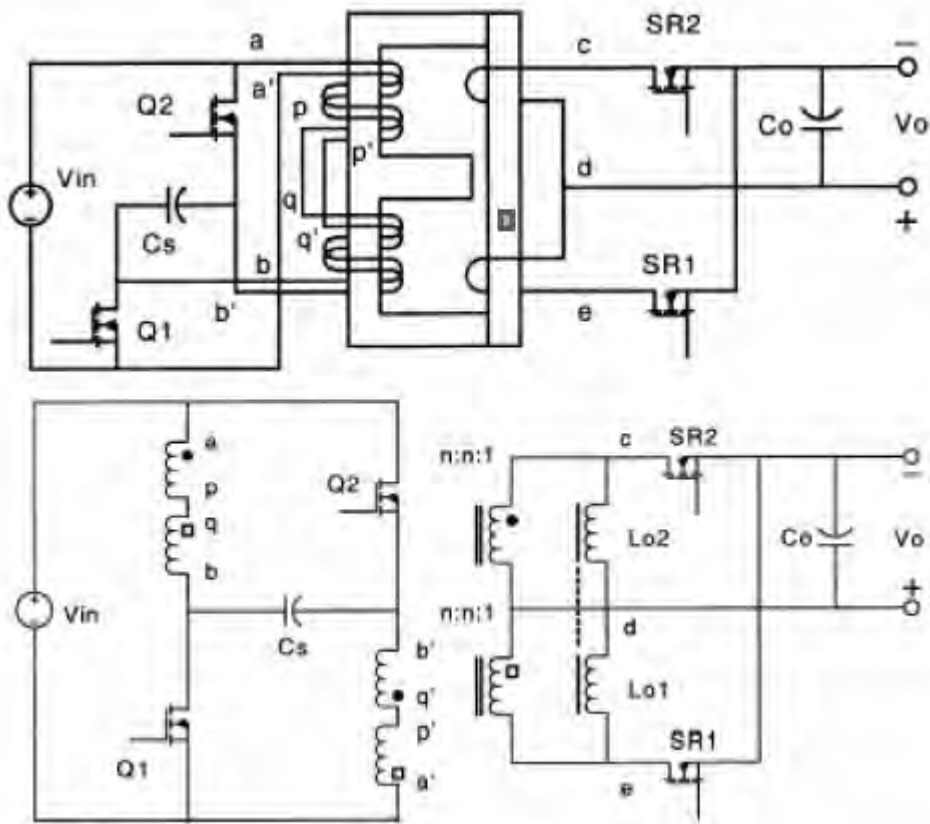 a
c
SR2
−
Q2
a'
p
Co
Vo
p'
d
Vin
q
Cs
q'
+
b
SR1
b'
e
Q1
a
n:n:1
c
SR2
p
Q2
−
q
Lo2
Co
Vo
b
+
Vin
n:n:1
Cs
d
b'
q'
Lo1
p'
SR1
Q1
a'
e